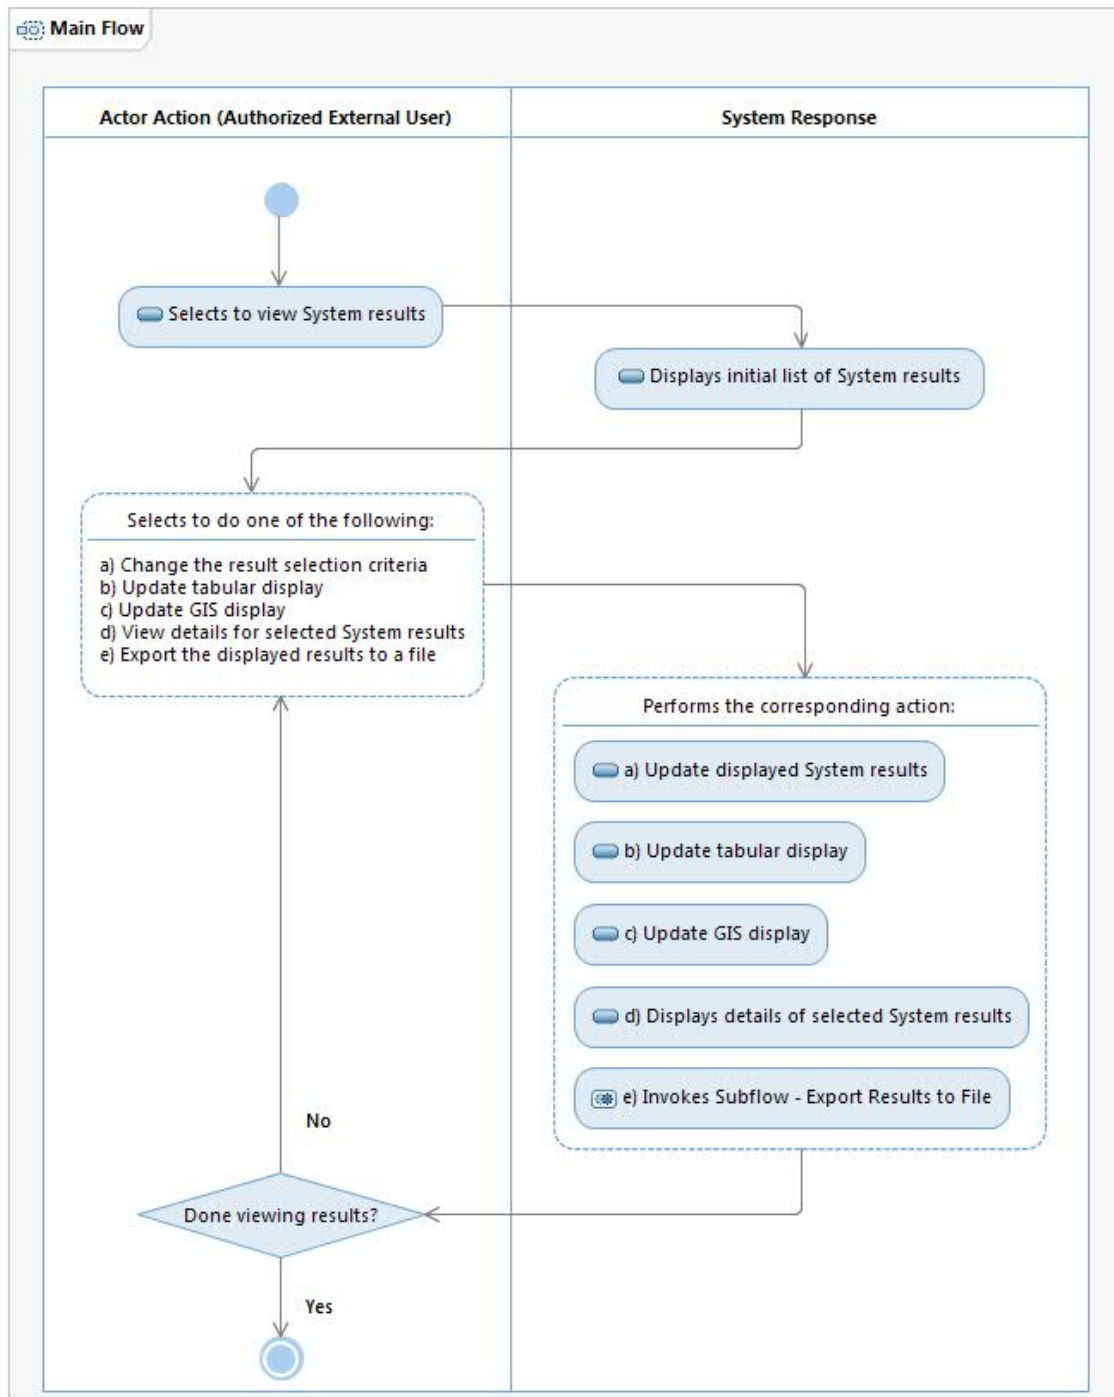 Main Flow
Actor Action (Authorized External User)
System Response
Selects to view System results
Displays initial list of System results
Selects to do one of the following:
a) Change the result selection criteria
b) Update tabular display
c) Update GIS display
d) View details for selected System results
e) Export the displayed results to a file
Performs the corresponding action:
a) Update displayed System results
b) Update tabular display
c) Update GIS display
d) Displays details of selected System results
e) Invokes Subflow - Export Results to File
No
Done viewing results?
Yes